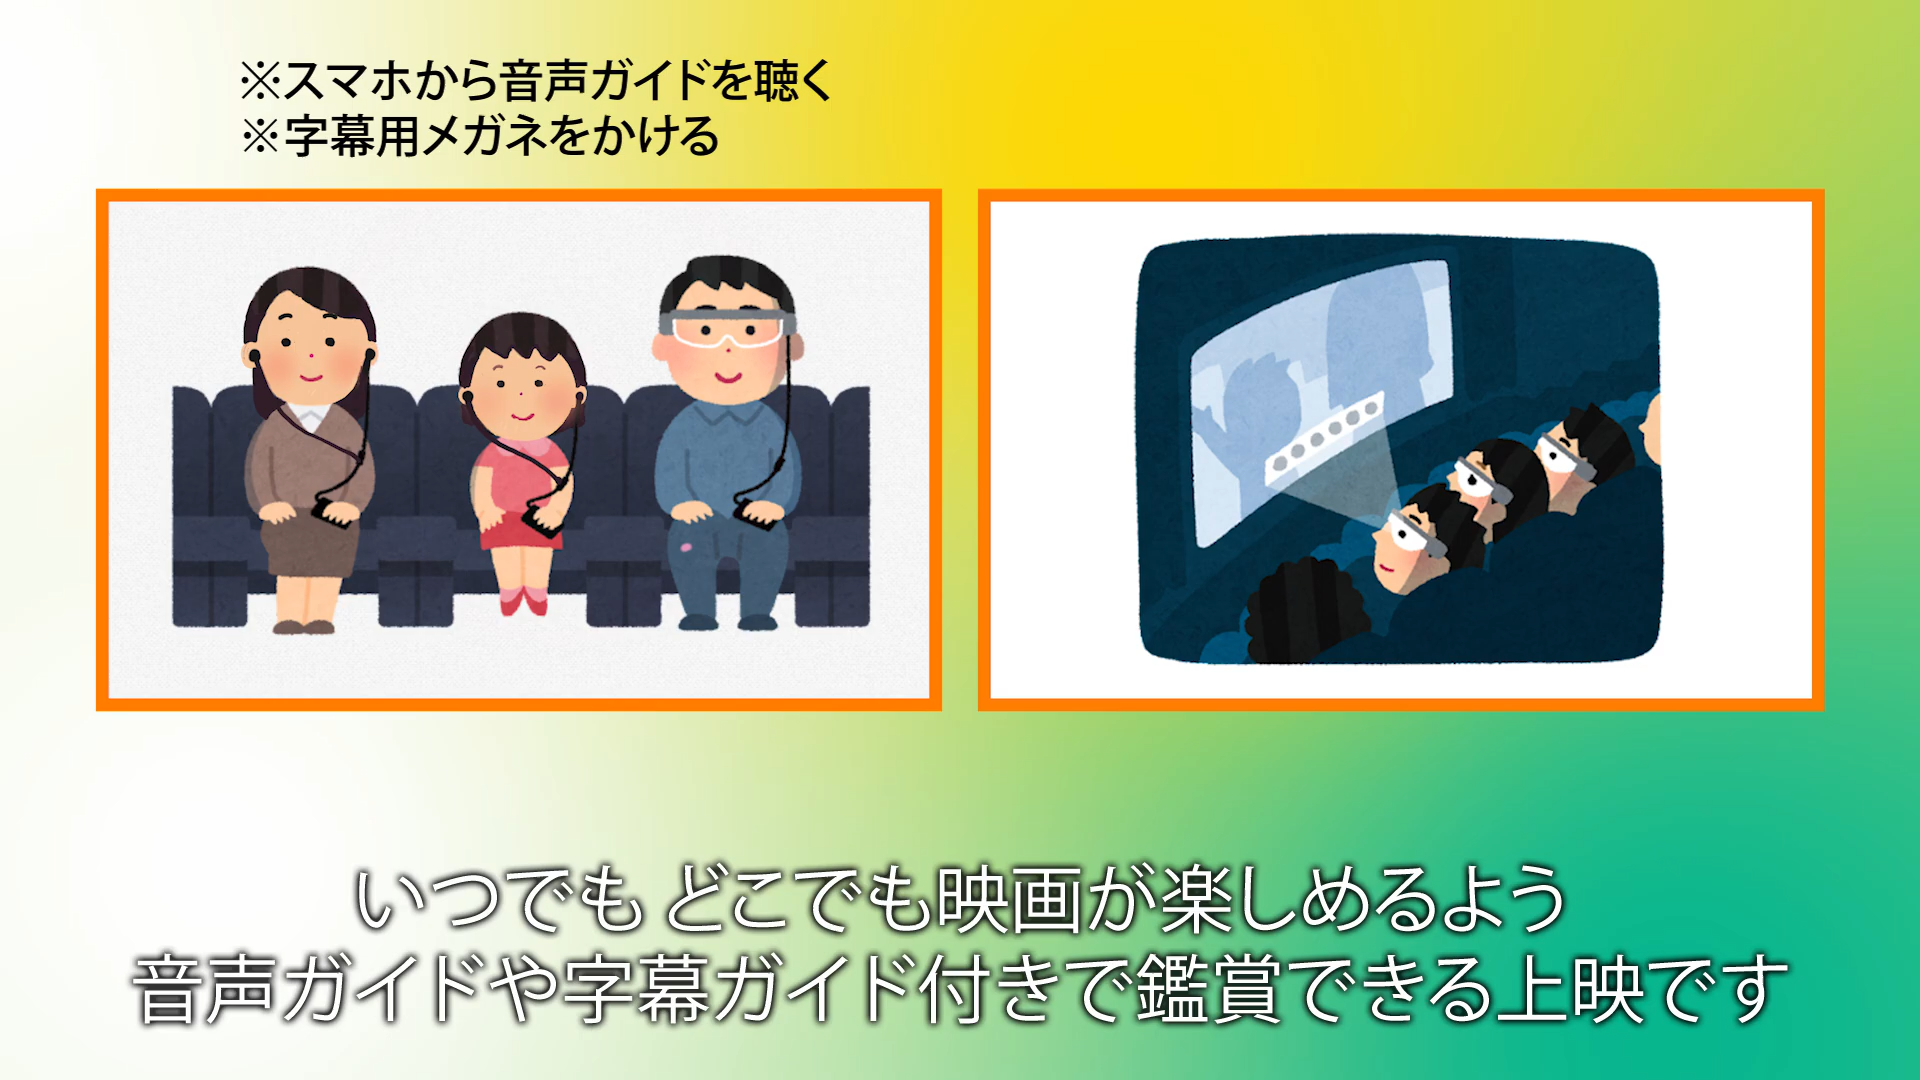 ※スマホから音声ガイドを聴く
※字幕用メガネをかける
いつでも どこでも映画が楽しめるよう
音声ガイドや字幕ガイド付きで鑑賞できる上映です